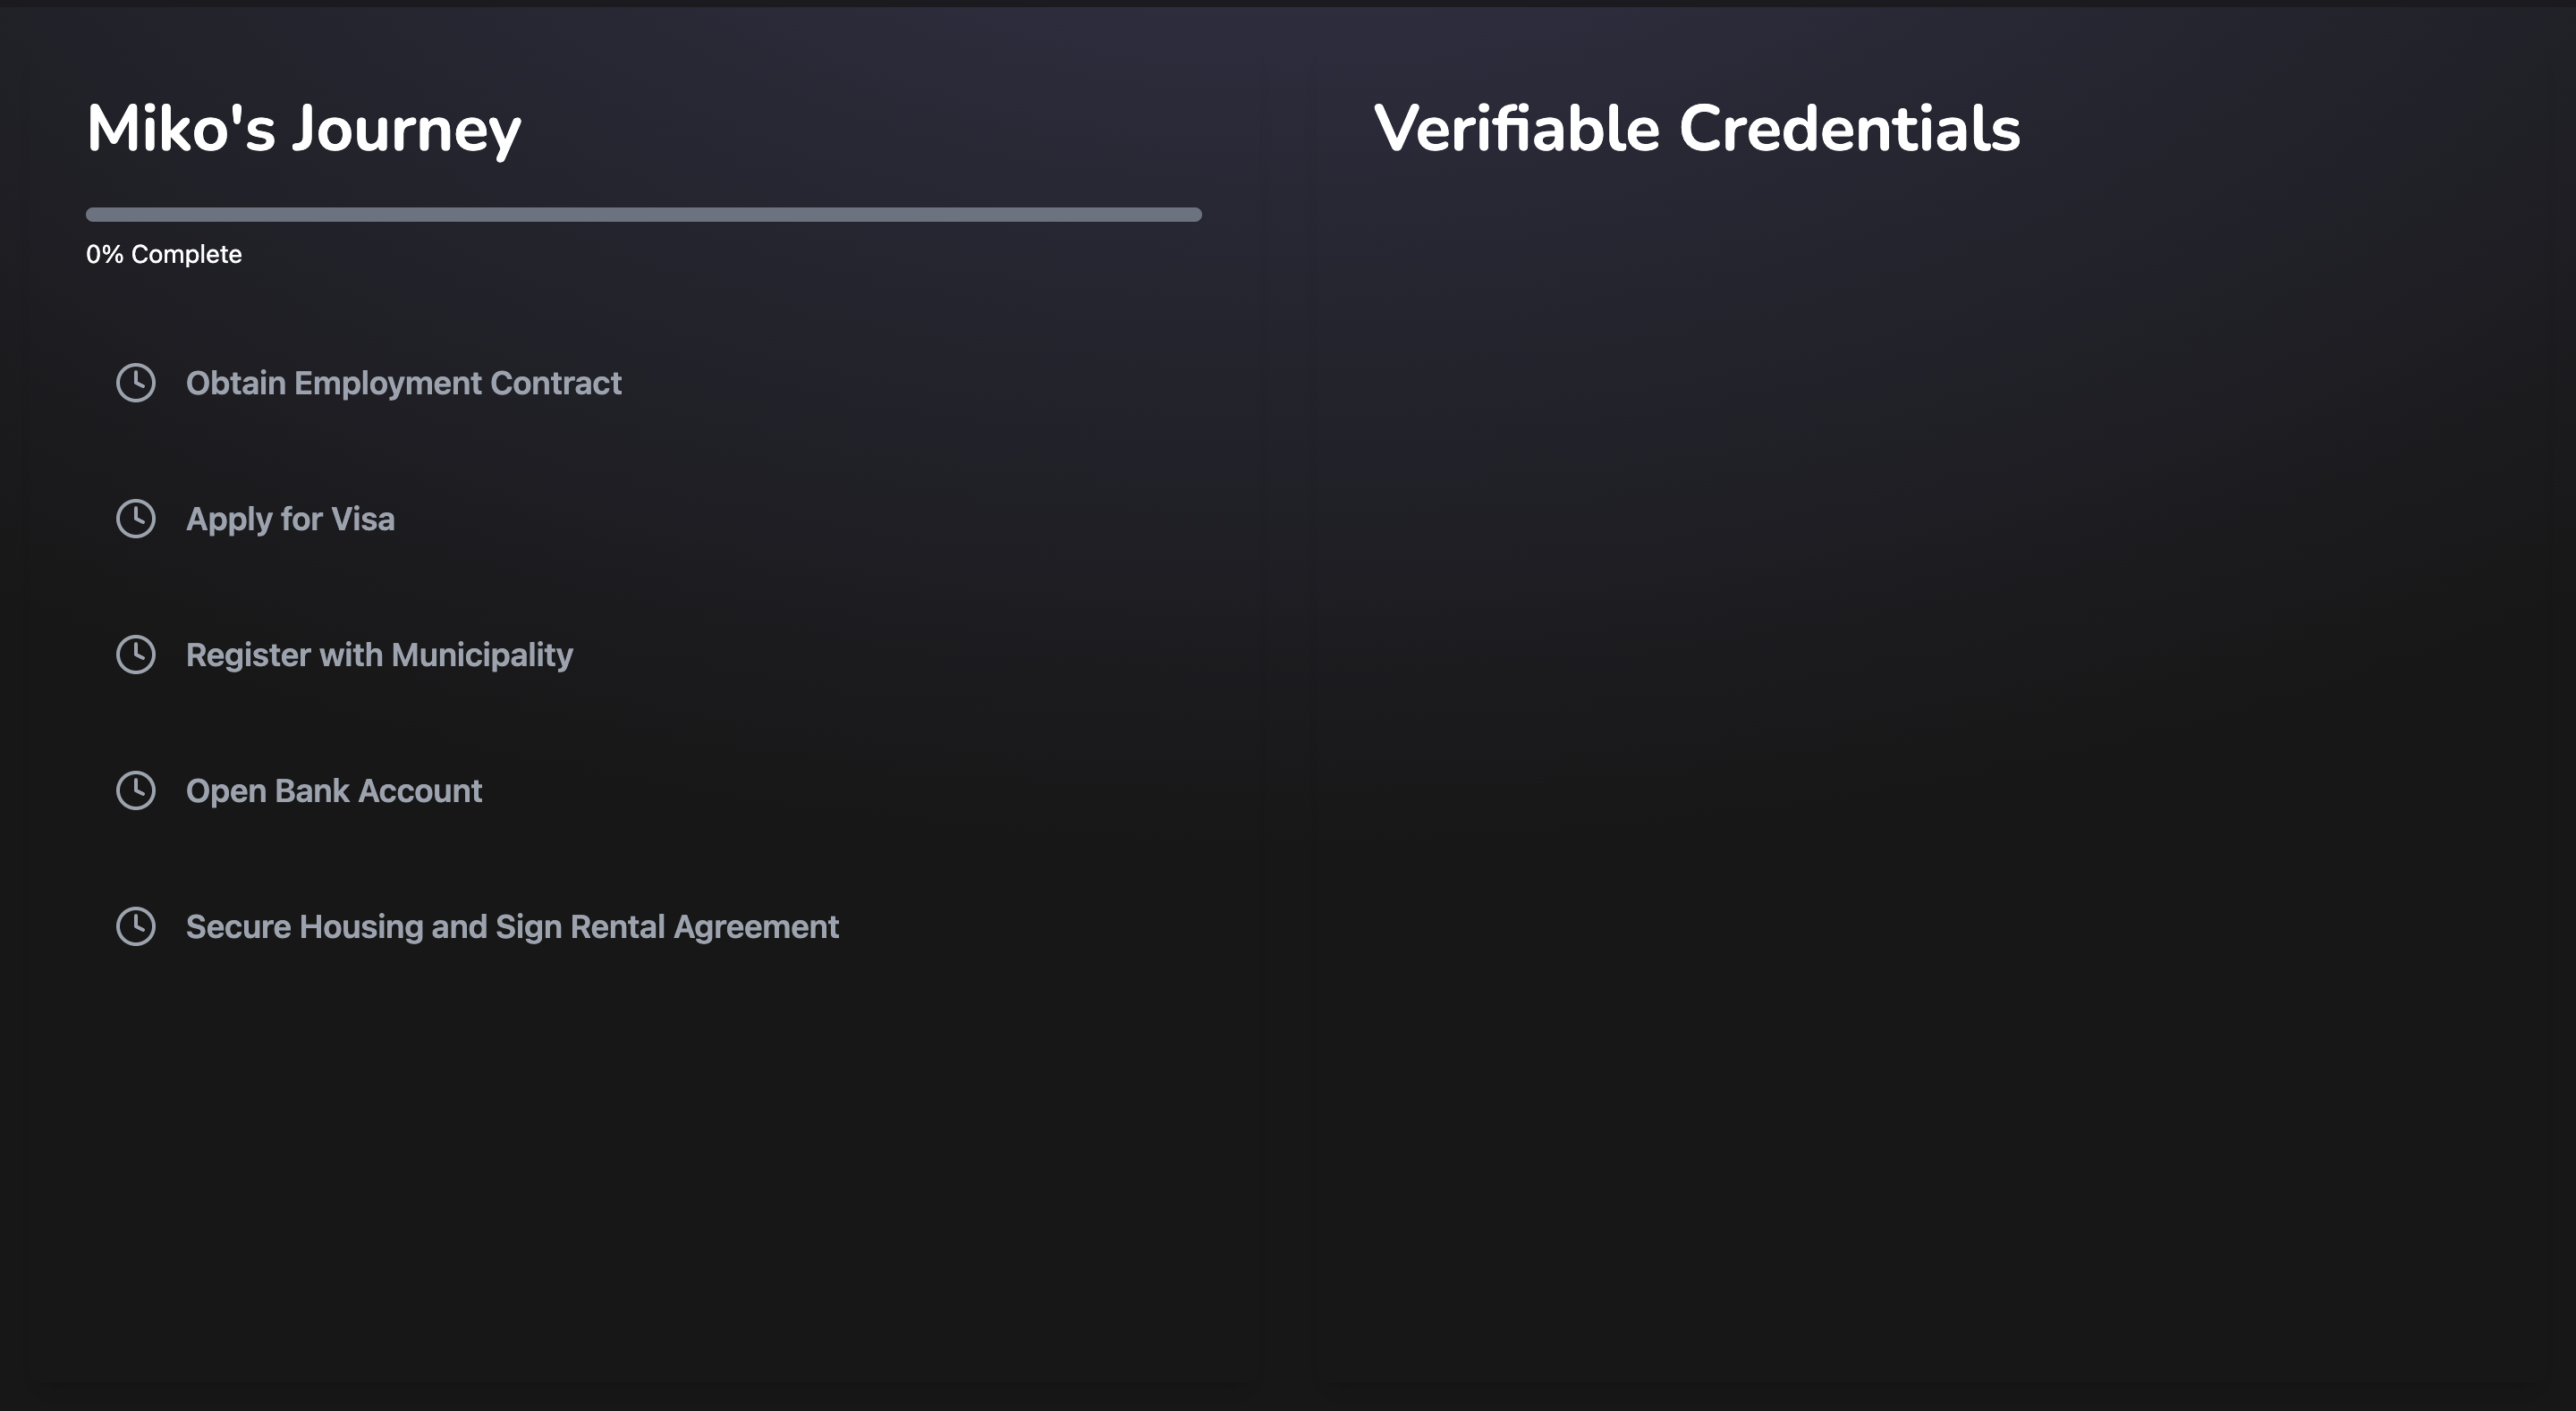 Miko's Journey
0% Complete
Obtain Employment Contract
Apply for Visa
Register with Municipality
Open Bank Account
Secure Housing and Sign Rental Agreement
Verifiable Credentials